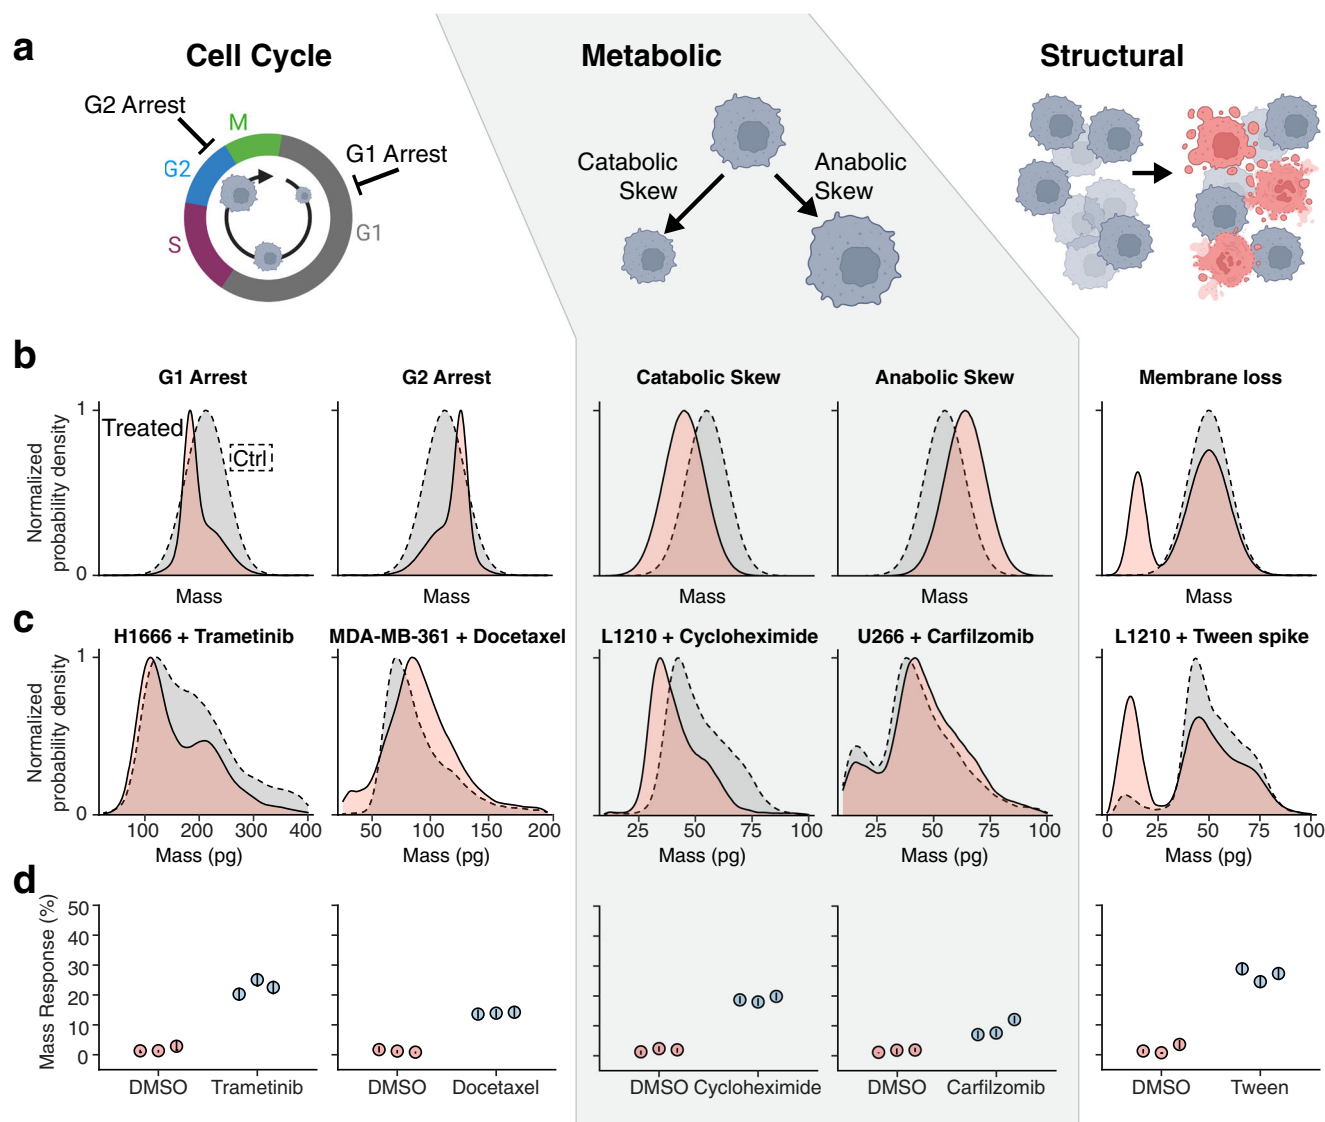 a
Cell Cycle
Metabolic
Structural
G2 Arrest
M
G2
G1 Arrest
S
G1
Catabolic
Skew
Anabolic
Skew
b
G1 Arrest
G2 Arrest
Catabolic Skew
Anabolic Skew
Membrane loss
Normalized
probability density
1
0
Treated
Ctrl
Mass
Mass
Mass
Mass
Mass
c
H1666 + Trametinib
MDA-MB-361 + Docetaxel
L1210 + Cycloheximide
U266 + Carfilzomib
L1210 + Tween spike
Normalized
probability density
1
0
100 200 300 400
50 100 150 200
25 50 75 100
25 50 75 100
0 25 50 75 100
Mass (pg)
Mass (pg)
Mass (pg)
Mass (pg)
Mass (pg)
d
Mass Response (%)
50
40
30
20
10
0
DMSO Trametinib
DMSO Docetaxel
DMSO Cycloheximide
DMSO Carfilzomib
DMSO Tween